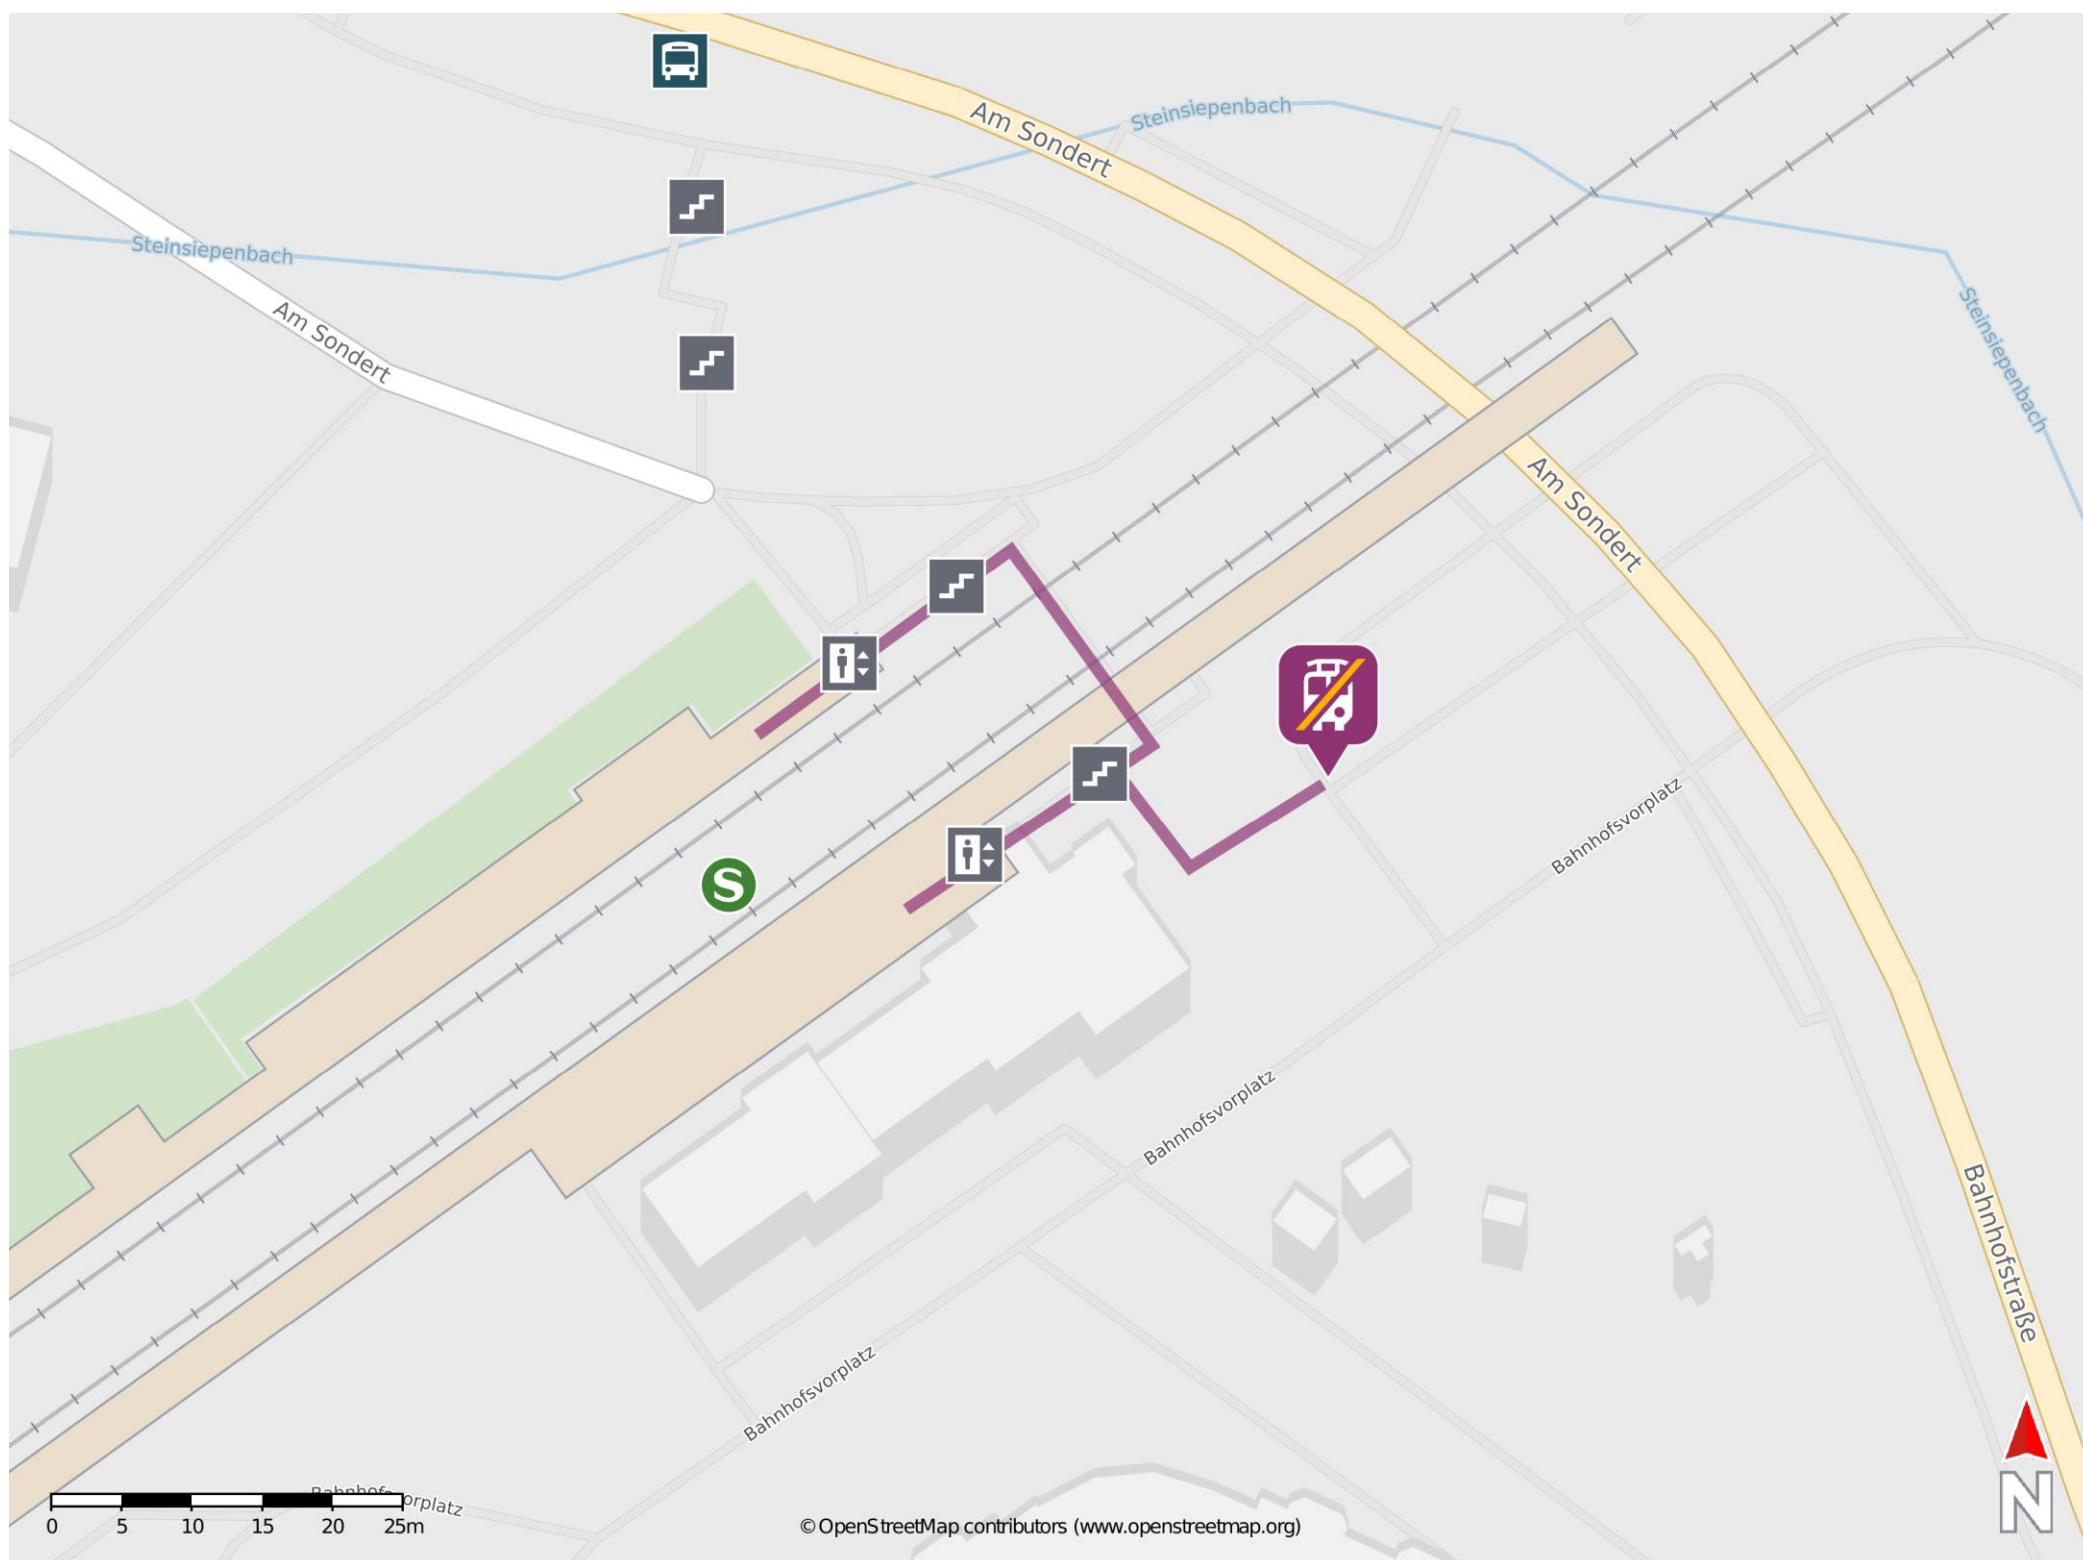 Am Sondert
Steinsiepenbach
Steinsiepenbach
Am Sondert
Steinsiepenbach
Am Sondert
S
Bahnhofsvorplatz
Bahnhofsvorplatz
Bahnhofstraße
Bahnhofsvorplatz
Bahnhofsvorplatz
0 5 10 15 20 25m
© OpenStreetMap contributors (www.openstreetmap.org)
N